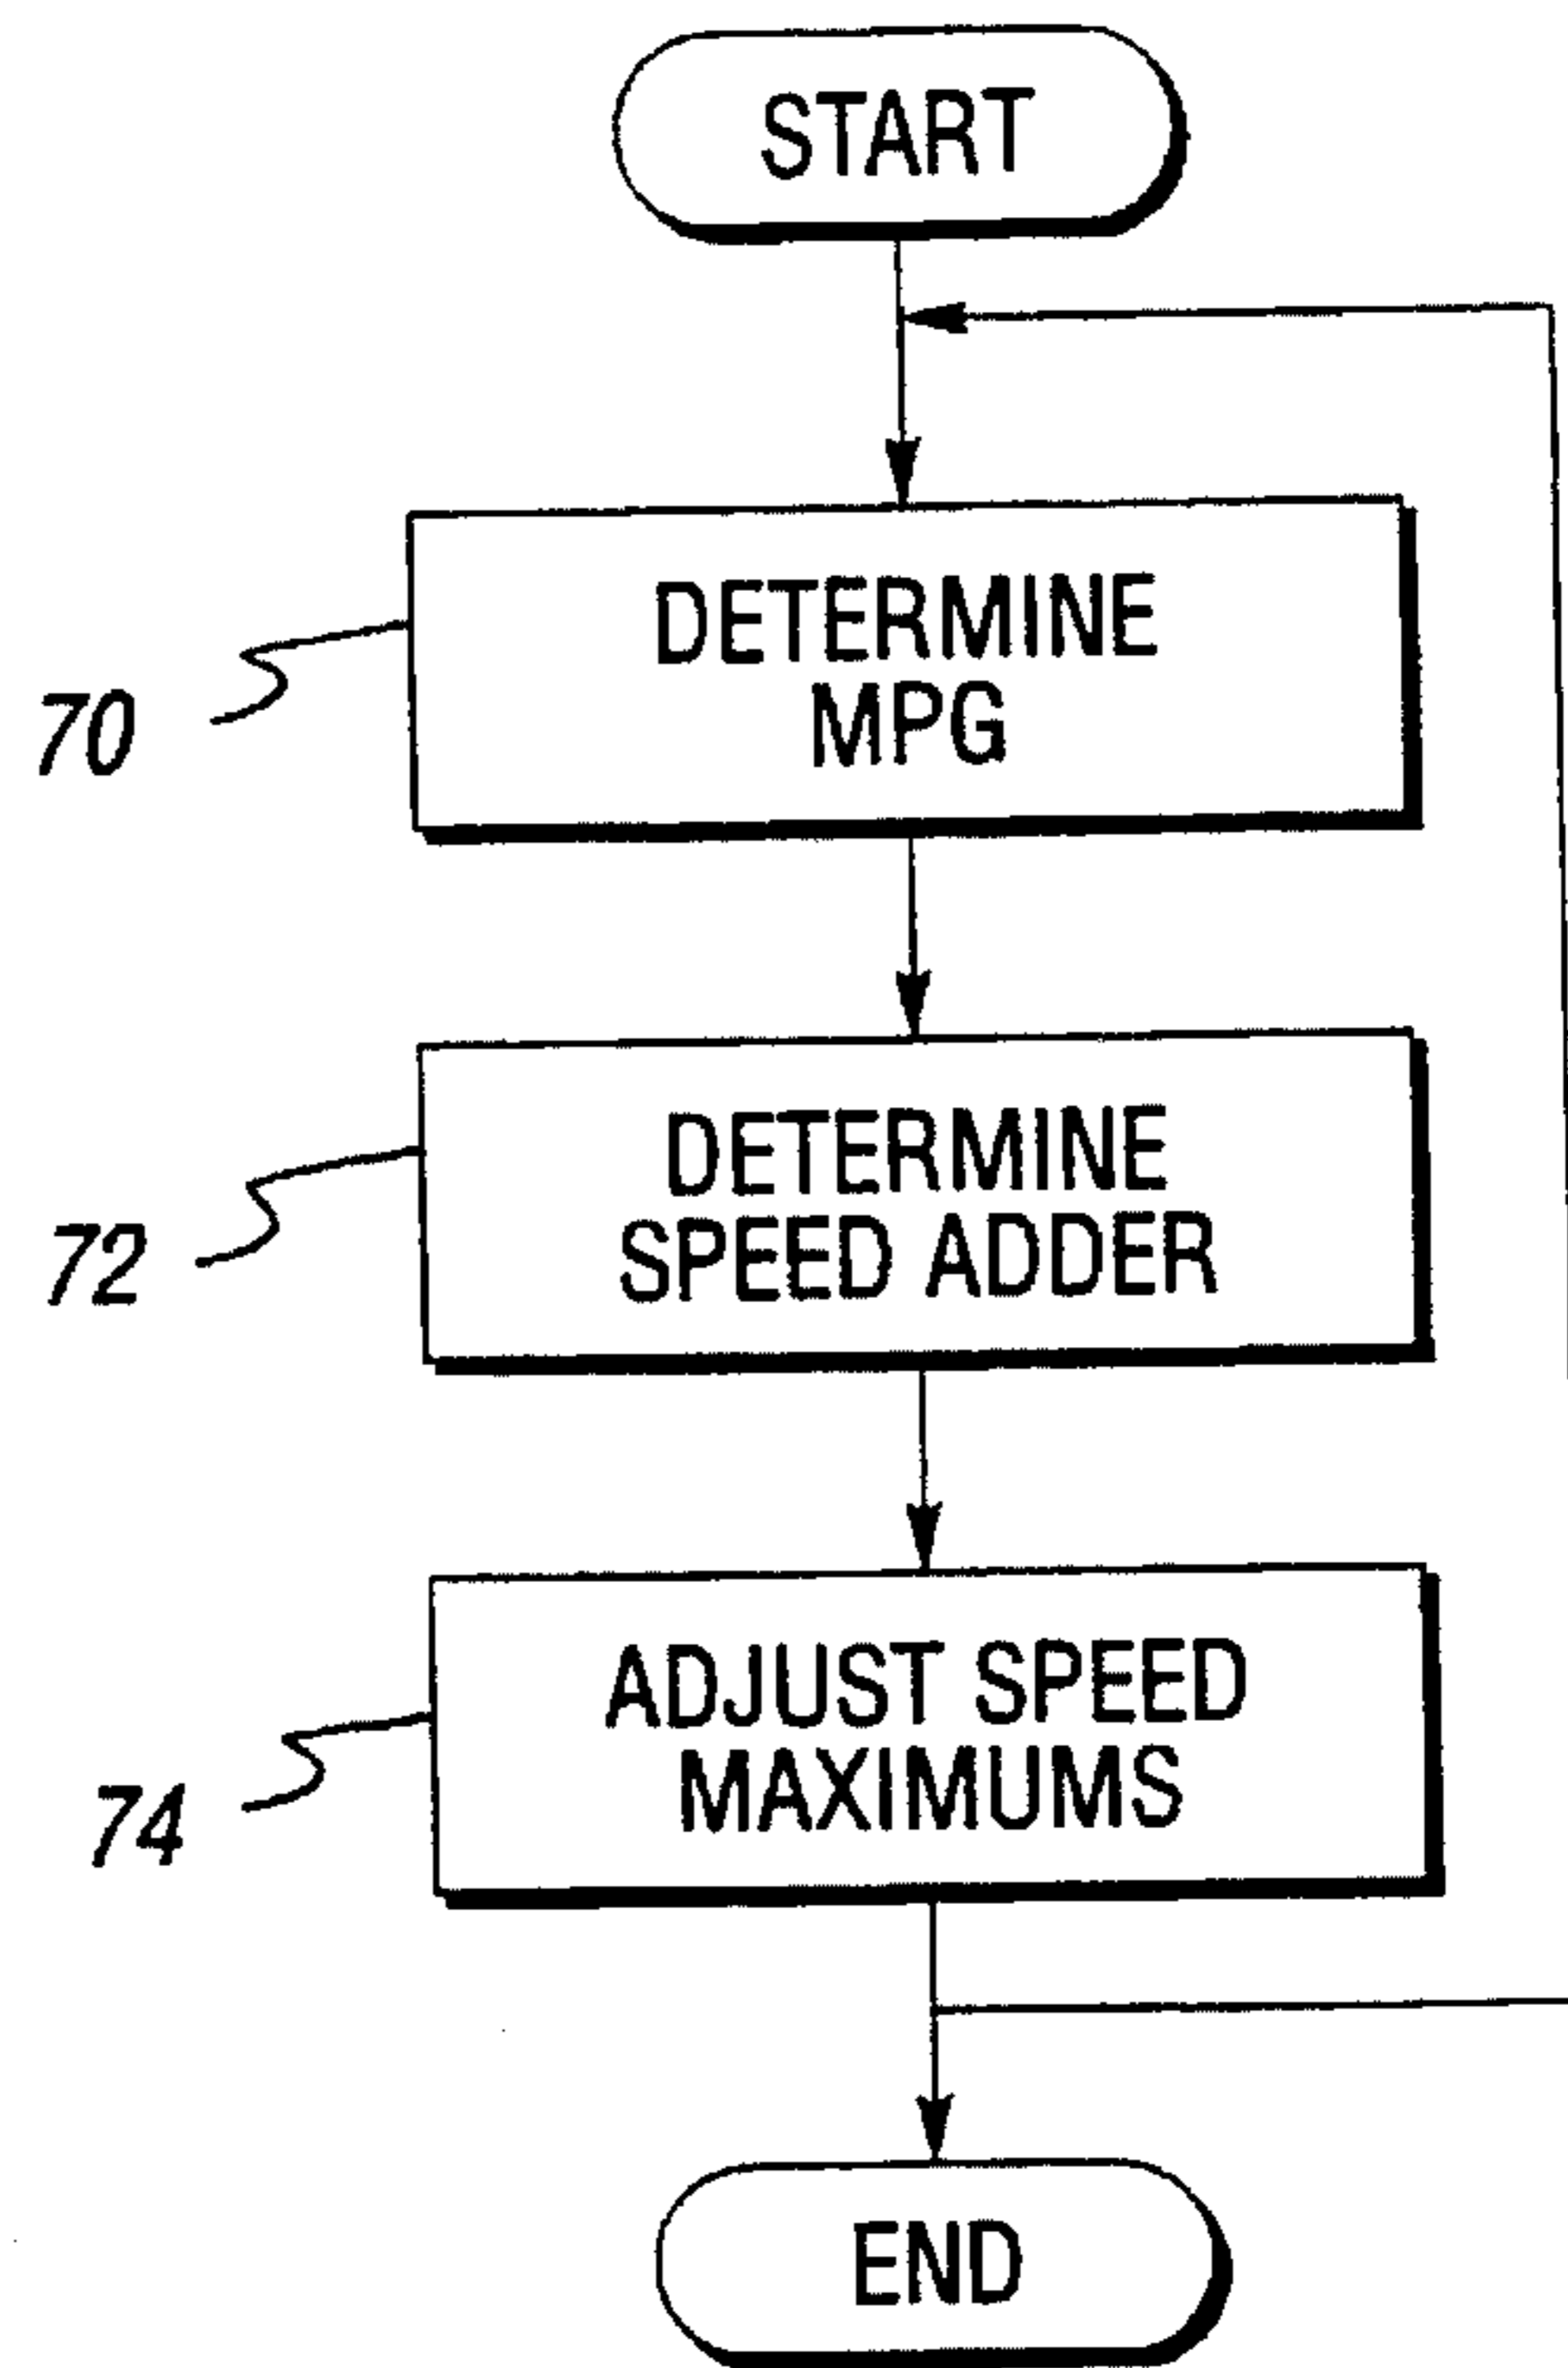 START
DETERMINE
MPG
70
DETERMINE
SPEED ADDER
72
ADJUST SPEED
MAXIMUMS
74
END